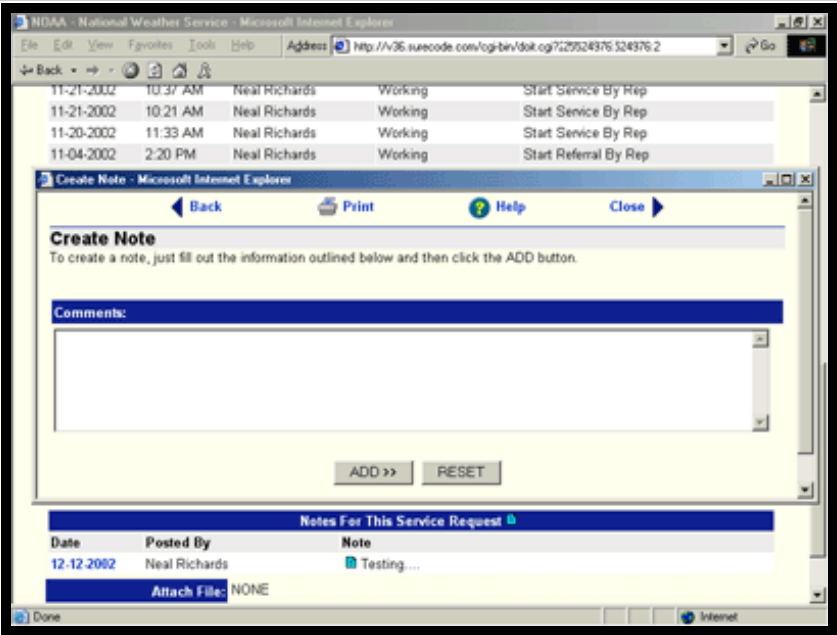 NOAA - National Weather Service - Microsoft Internet Explorer
File Edit View Favorites Tools Help Address http://v36.surecode.com/cgi-bin/doit.cgi?225524976:524976:2 Go
Back
11-21-2002 10:37 AM Neal Richards Working Start Service By Rep
11-21-2002 10:21 AM Neal Richards Working Start Service By Rep
11-20-2002 11:33 AM Neal Richards Working Start Service By Rep
11-04-2002 2:20 PM Neal Richards Working Start Referral By Rep
Create Note - Microsoft Internet Explorer
Back Print Help Close
Create Note
To create a note, just fill out the information outlined below and then click the ADD button.
Comments:
ADD >> RESET
Notes For This Service Request
Date Posted By Note
12-12-2002 Neal Richards Testing....
Attach File: NONE
Done Internet